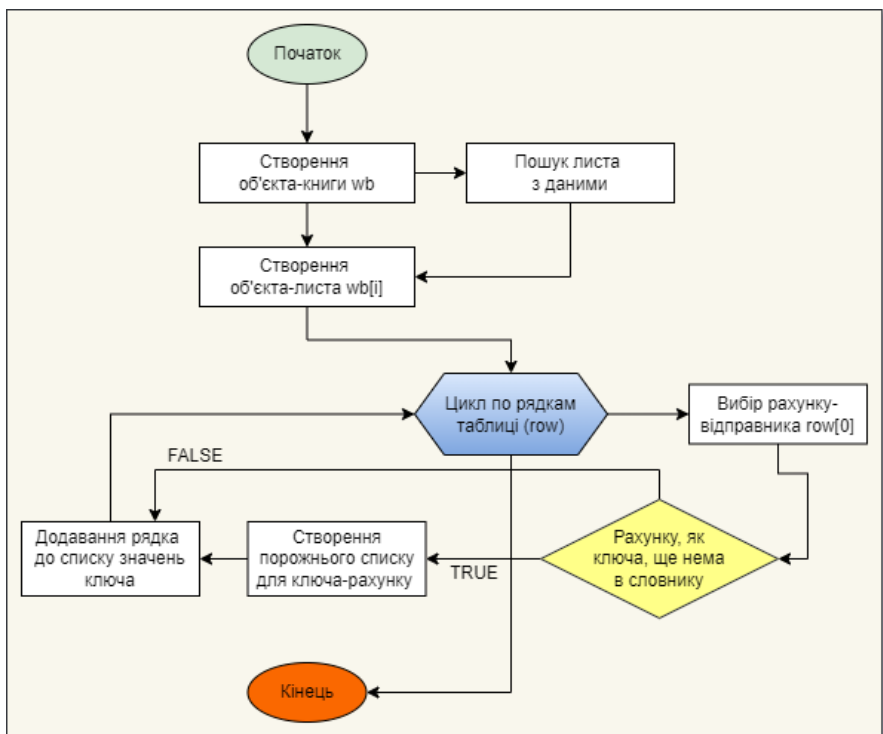 Початок
Створення
об'єкта-книги wb
Пошук листа
з даними
Створення
об'єкта-листа wb[i]
Цикл по рядкам
таблиці (row)
Вибір рахунку-
відправника row[0]
FALSE
Додавання рядка
до списку значень
ключа
Створення
порожнього списку
для ключа-рахунку
TRUE
Рахунку, як
ключа, ще нема
в словнику
Кінець